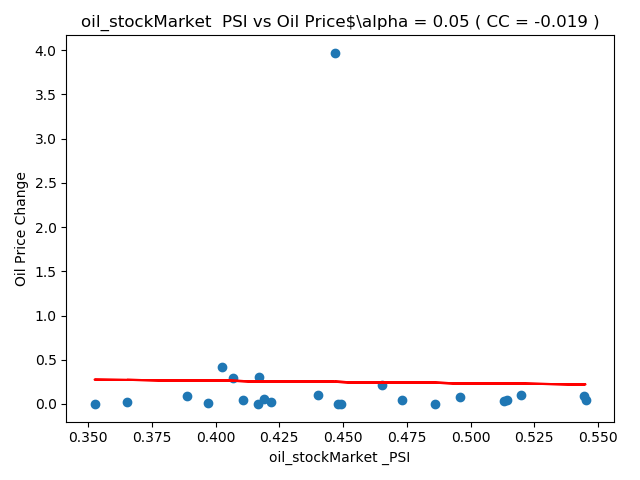 oil_stockMarket  PSI vs Oil Price$\alpha = 0.05 ( CC = -0.019 )
4.0
3.5
3.0
2.5
2.0
1.5
1.0
0.5
0.0
Oil Price Change
0.350 0.375 0.400 0.425 0.450 0.475 0.500 0.525 0.550
oil_stockMarket _PSI